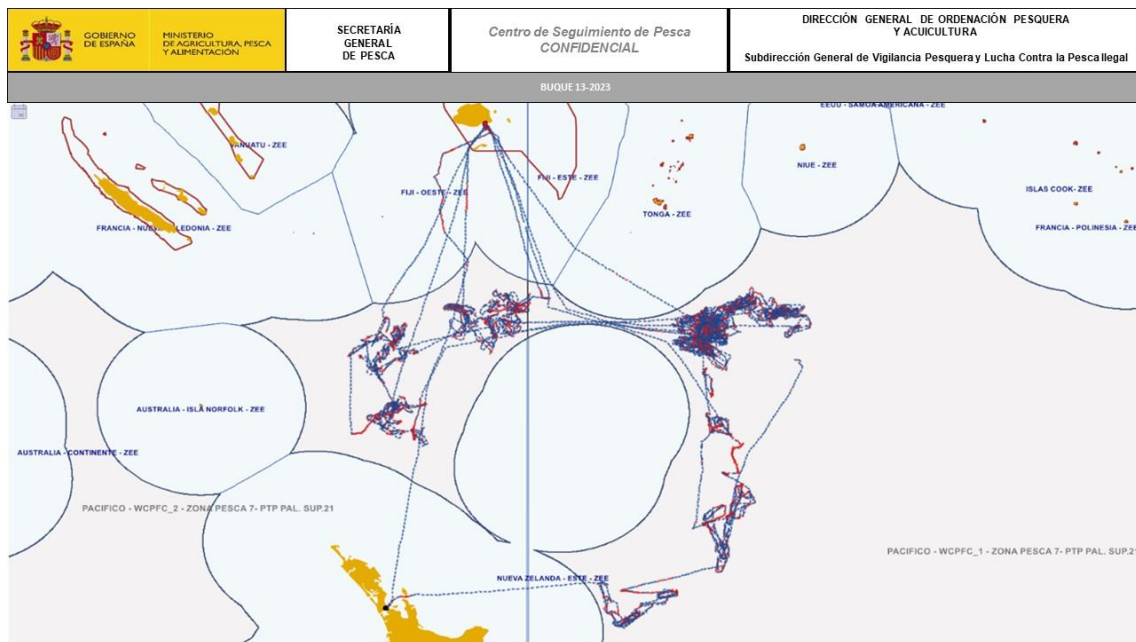 GOBIERNO
DE ESPAÑA
MINISTERIO
DE AGRICULTURA, PESCA
Y ALIMENTACIÓN
SECRETARÍA
GENERAL
DE PESCA
Centro de Seguimiento de Pesca
CONFIDENCIAL
DIRECCIÓN GENERAL DE ORDENACIÓN PESQUERA
Y ACUICULTURA
Subdirección General de Vigilancia Pesquera y Lucha Contra la Pesca Ilegal
BUQUE 13-2023
EEUU - SAMOA-AMERICANA - ZEE
VANUATU - ZEE
NIUE - ZEE
FIJI - OESTE - ZEE
FIJI - ESTE - ZEE
ISLAS COOK- ZEE
TONGA - ZEE
FRANCIA - NUEVA CALEDONIA - ZEE
FRANCIA - POLINESIA - ZEE
AUSTRALIA - ISLA NORFOLK - ZEE
AUSTRALIA - CONTINENTE - ZEE
PACIFICO - WCPFC_2 - ZONA PESCA 7- PTP PAL. SUP.21
PACIFICO - WCPFC_1 - ZONA PESCA 7- PTP PAL. SUP.21
NUEVA ZELANDA - ESTE - ZEE